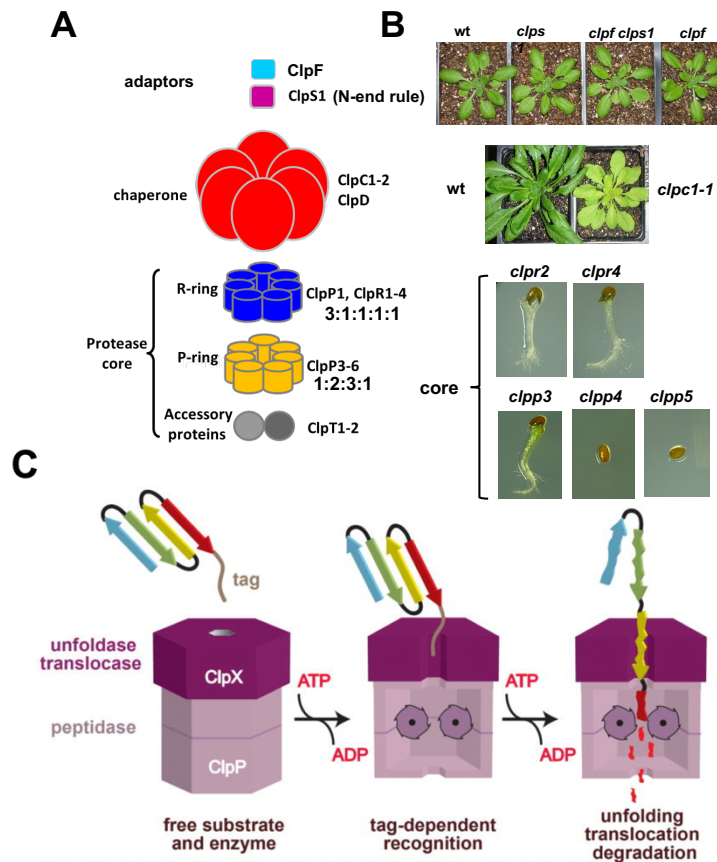 A
adaptors
ClpF
ClpS1 (N-end rule)
chaperone
ClpC1-2
ClpD
Protease
core
R-ring
ClpP1, ClpR1-4
3:1:1:1:1
P-ring
ClpP3-6
1:2:3:1
Accessory
proteins
ClpT1-2
B
wt
clps
1
clpf clps1
clpf
wt
clpc1-1
core
clpr2
clpr4
clpp3
clpp4
clpp5
C
tag
unfoldase
translocase
ClpX
peptidase
ClpP
ATP
ADP
ATP
ADP
free substrate
and enzyme
tag-dependent
recognition
unfolding
translocation
degradation